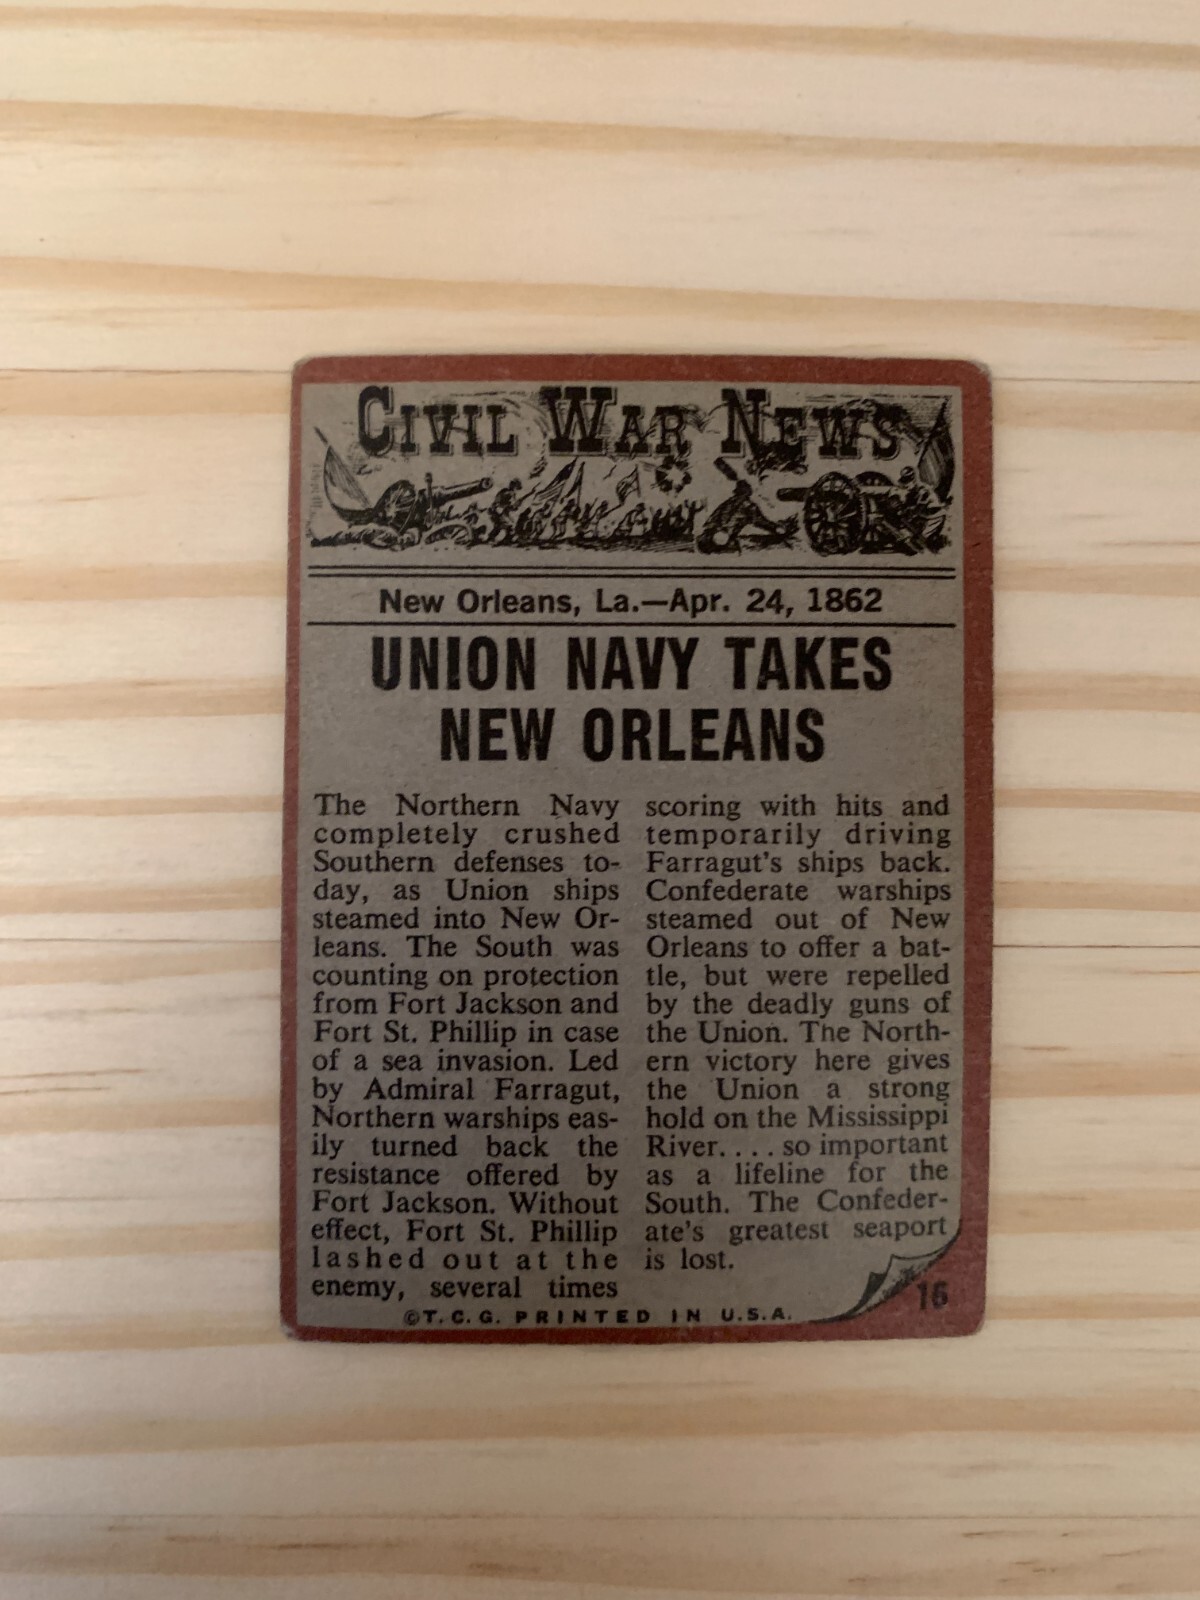 CIVIL WAR NEWS
New Orleans, La.—Apr. 24, 1862
UNION NAVY TAKES
NEW ORLEANS
The Northern Navy
completely crushed
Southern defenses to-
day, as Union ships
steamed into New Or-
leans. The South was
counting on protection
from Fort Jackson and
Fort St. Phillip in case
of a sea invasion. Led
by Admiral Farragut,
Northern warships eas-
ily turned back the
resistance offered by
Fort Jackson. Without
effect, Fort St. Phillip
lashed out at the
enemy, several times
scoring with hits and
temporarily driving
Farragut's ships back.
Confederate warships
steamed out of New
Orleans to offer a bat-
tle, but were repelled
by the deadly guns of
the Union. The North-
ern victory here gives
the Union a strong
hold on the Mississippi
River.... so important
as a lifeline for the
South. The Confeder-
ate's greatest seaport
is lost.
16
©T.C.G. PRINTED IN U.S.A.